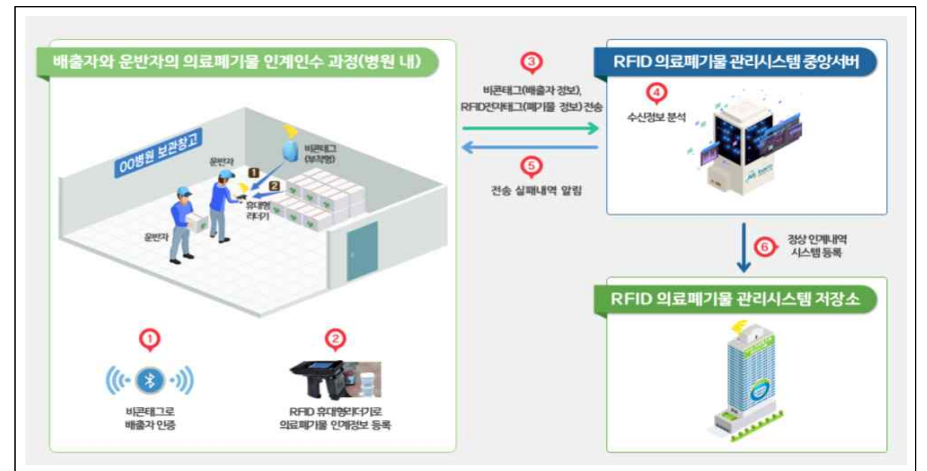 배출자와 운반자의 의료폐기물 인계인수 과정(병원 내)
OO병원 보관창고
운반자
운반자
비콘태그
(부착형)
1
2
휴대형
리더기
1
비콘태그로
배출자 인증
2
RFID 휴대형리더기로
의료폐기물 인계정보 등록
3
비콘태그(배출자 정보),
RFID전자태그(폐기물 정보) 전송
5
전송 실패내역 알림
RFID 의료폐기물 관리시스템 중앙서버
4
수신정보 분석
6
정상 인계내역
시스템 등록
RFID 의료폐기물 관리시스템 저장소